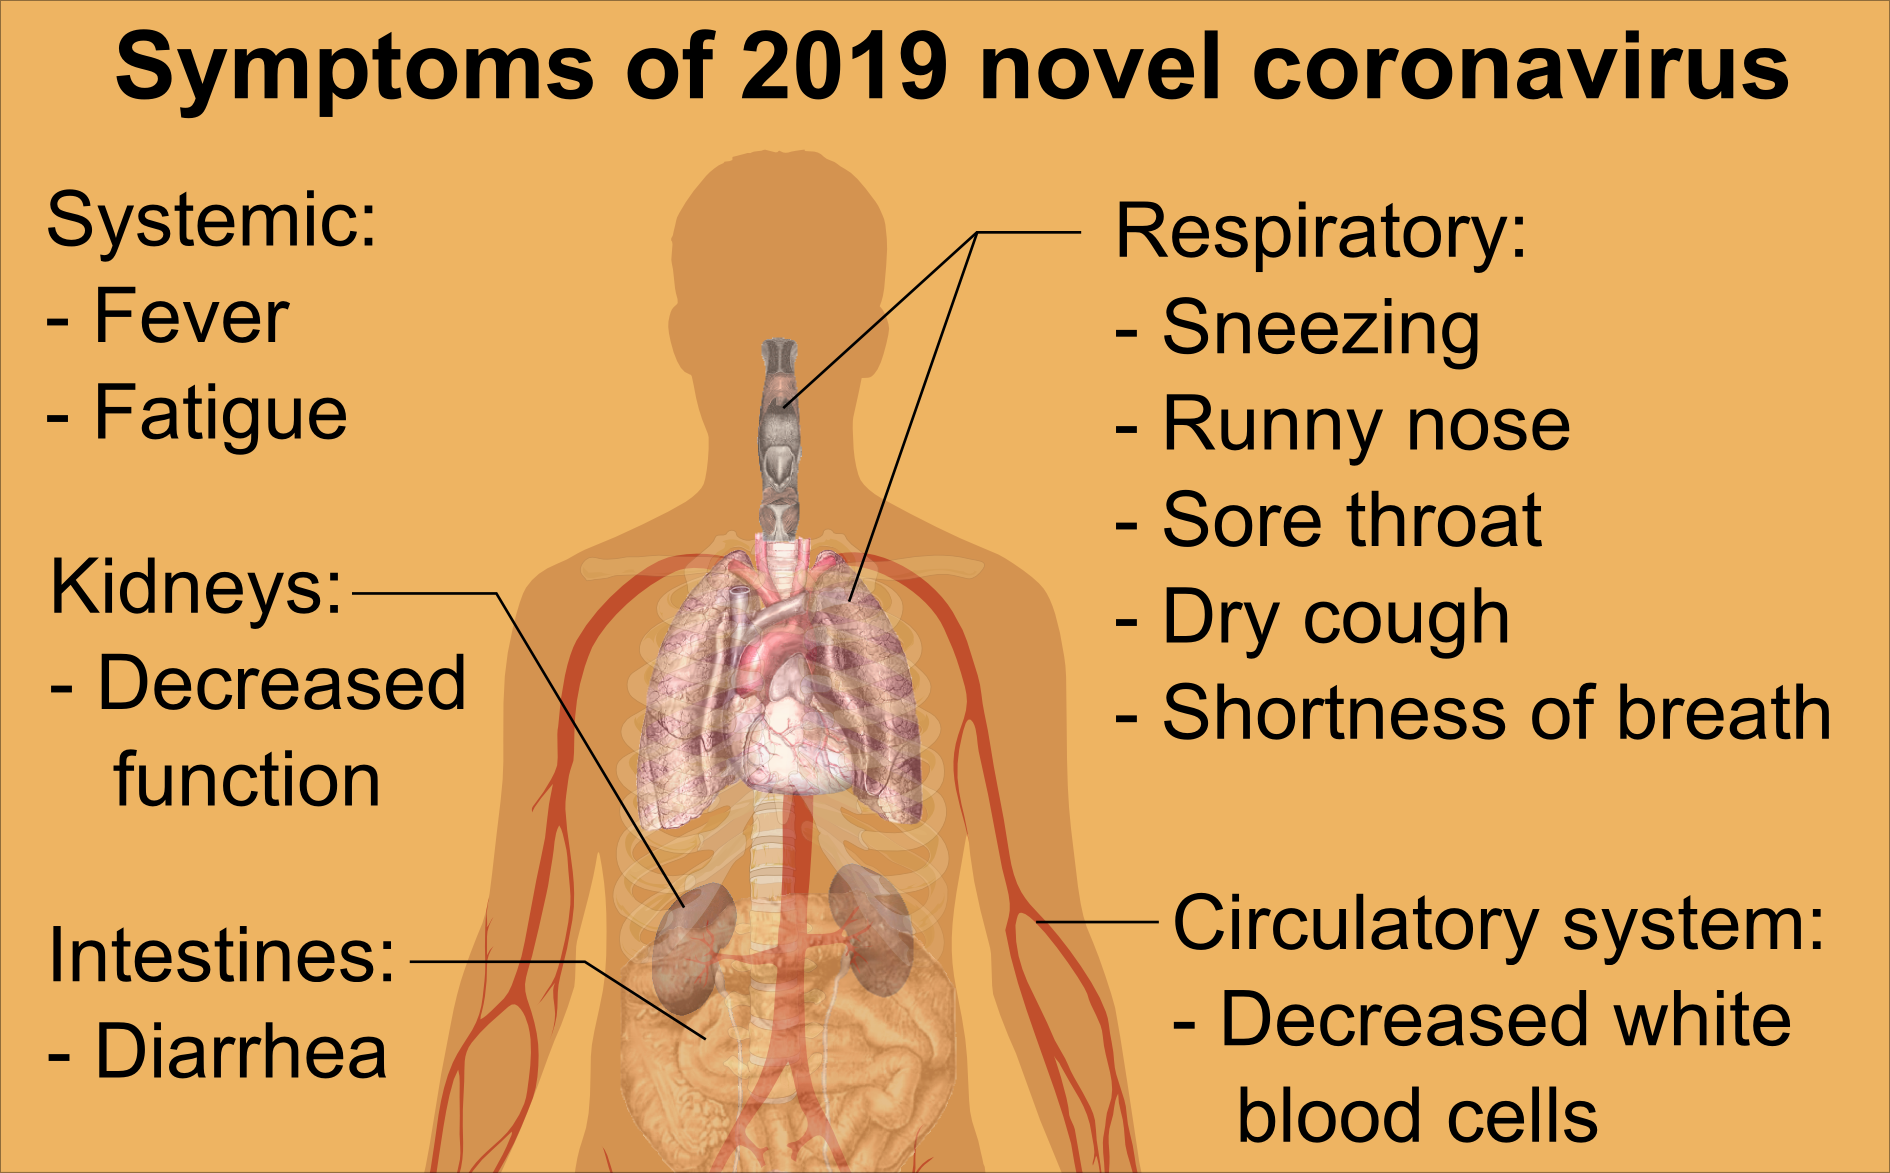 Symptoms of 2019 novel coronavirus
Systemic:
- Fever
- Fatigue
Kidneys:
- Decreased
function
Intestines:
- Diarrhea
Respiratory:
- Sneezing
- Runny nose
- Sore throat
- Dry cough
- Shortness of breath
Circulatory system:
- Decreased white
blood cells